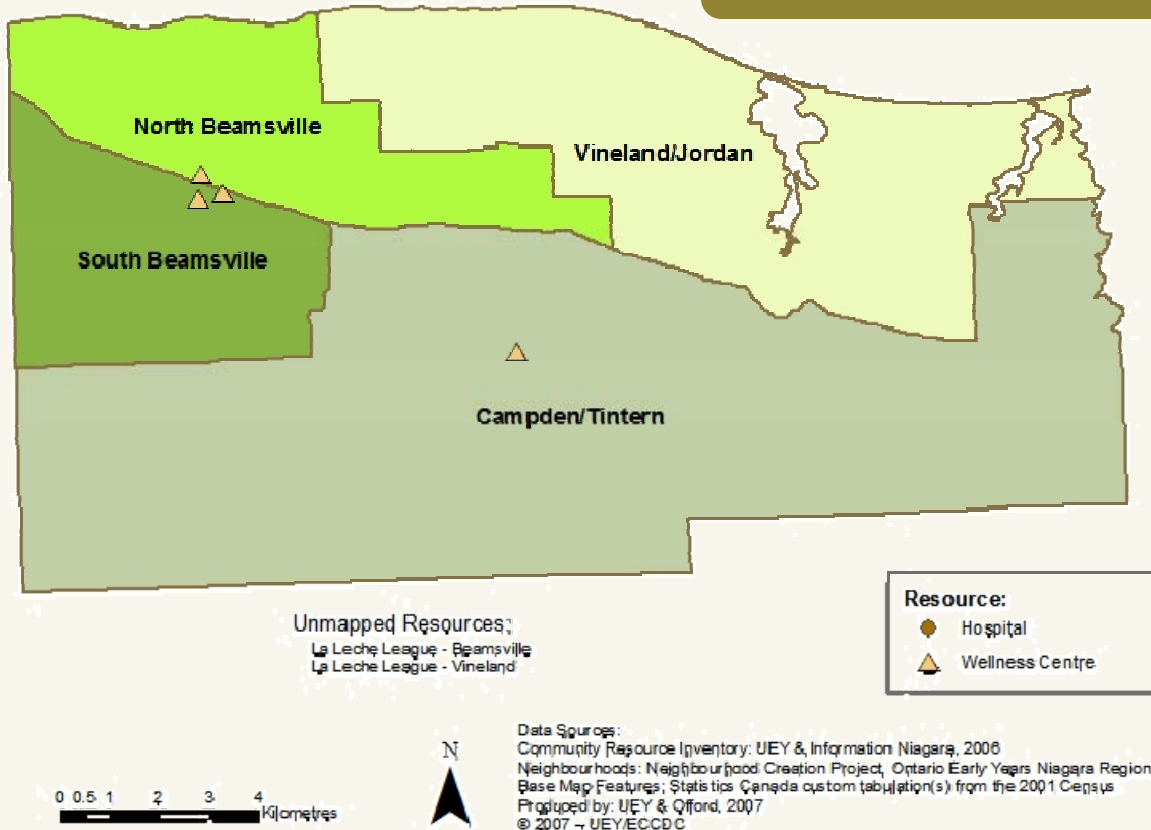 North Beamsville
Vineland/Jordan
South Beamsville
Campden/Tintern
Unmapped Resources:
La Leche League - Beamsville
La Leche League - Vineland
Resource:
Hospital
Wellness Centre
N
0 0.5 1 2 3 4
Kilometres
Data Sources:
Community Resource Inventory: UEY & Information Niagara, 2006
Neighbourhoods: Neighbourhood Creation Project, Ontario Early Years Niagara Region
Base Map Features; Statistics Canada custom tabulation(s) from the 2001 Census
Produced by: UEY & Offord, 2007
© 2007 – UEY/ECCDC